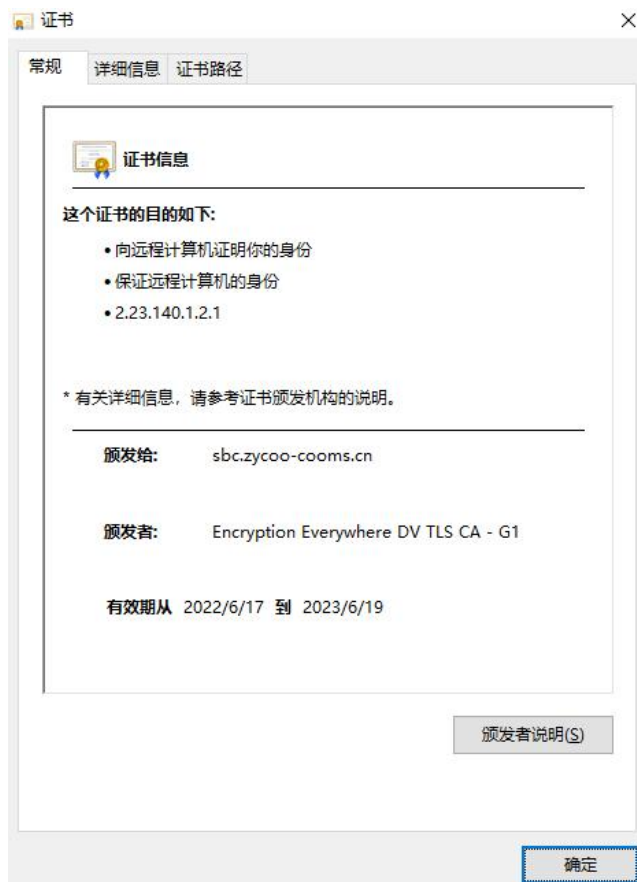 证书
常规 详细信息 证书路径
证书信息
这个证书的目的如下:
• 向远程计算机证明你的身份
• 保证远程计算机的身份
• 2.23.140.1.2.1
* 有关详细信息，请参考证书颁发机构的说明。
颁发给: sbc.zycoo-cooms.cn
颁发者: Encryption Everywhere DV TLS CA - G1
有效期从 2022/6/17 到 2023/6/19
颁发者说明(S)
确定